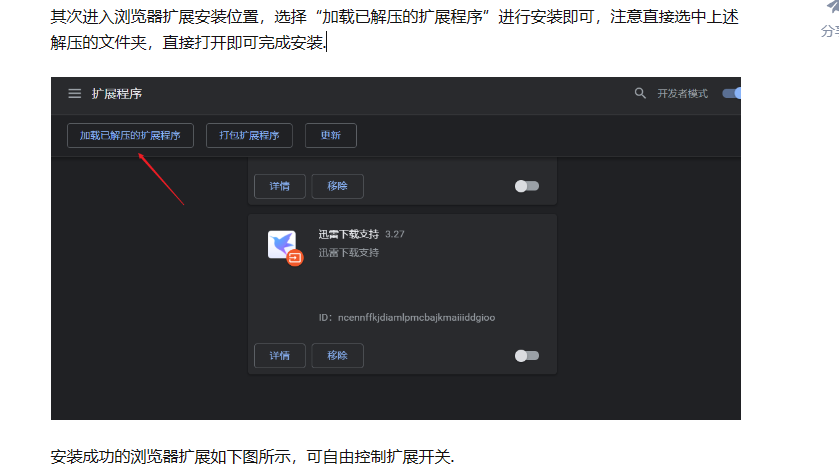 其次进入浏览器扩展安装位置，选择“加载已解压的扩展程序”进行安装即可，注意直接选中上述
解压的文件夹，直接打开即可完成安装.
扩展程序
开发者模式
加载已解压的扩展程序
打包扩展程序
更新
详情
移除
迅雷下载支持 3.27
迅雷下载支持
ID：ncennffkjdiamlpmcbajkmaiiiddgioo
详情
移除
安装成功的浏览器扩展如下图所示，可自由控制扩展开关.